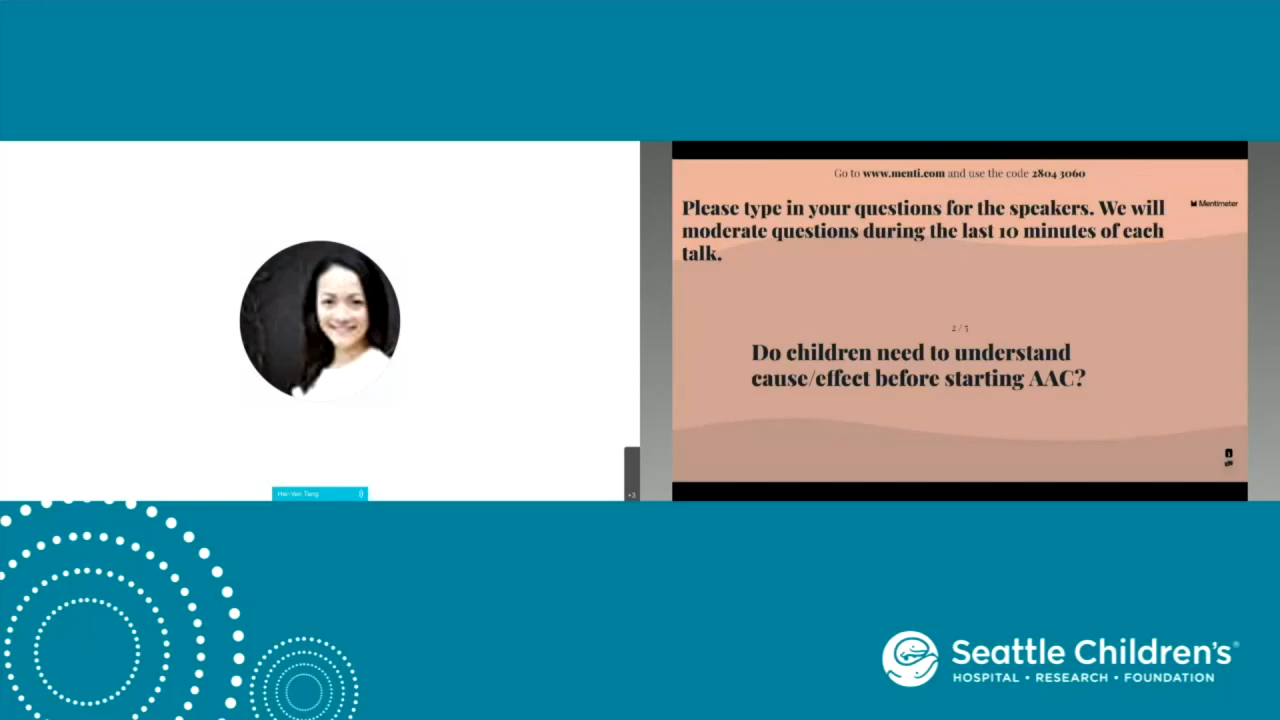 Go to www.menti.com and use the code 2804 3060
Please type in your questions for the speakers. We will
moderate questions during the last 10 minutes of each
talk.
Mentimeter
2 / 5
Do children need to understand
cause/effect before starting AAC?
+3
Seattle Children's®
HOSPITAL • RESEARCH • FOUNDATION